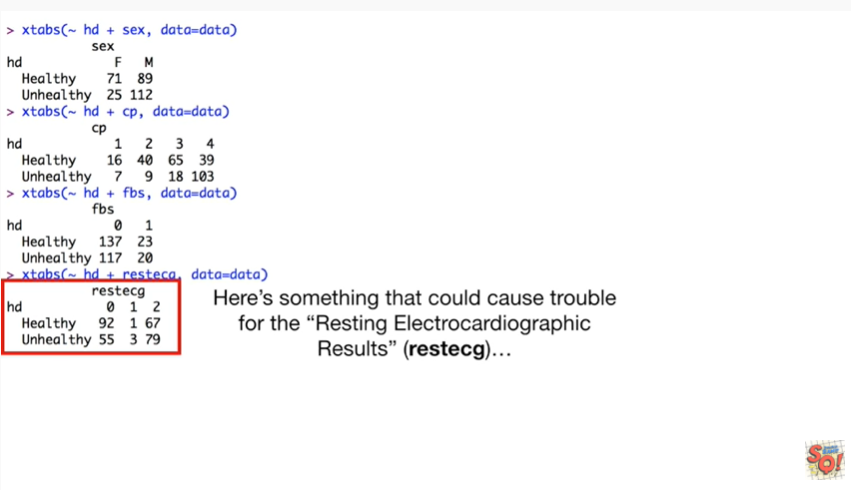 > xtabs(~ hd + sex, data=data)
sex
hd F M
Healthy 71 89
Unhealthy 25 112
> xtabs(~ hd + cp, data=data)
cp
hd 1 2 3 4
Healthy 16 40 65 39
Unhealthy 7 9 18 103
> xtabs(~ hd + fbs, data=data)
fbs
hd 0 1
Healthy 137 23
Unhealthy 117 20
> xtabs(~ hd + restecg, data=data)
restecg
hd 0 1 2
Healthy 92 1 67
Unhealthy 55 3 79
Here's something that could cause trouble
for the “Resting Electrocardiographic
Results” (restecg)…
SQ!